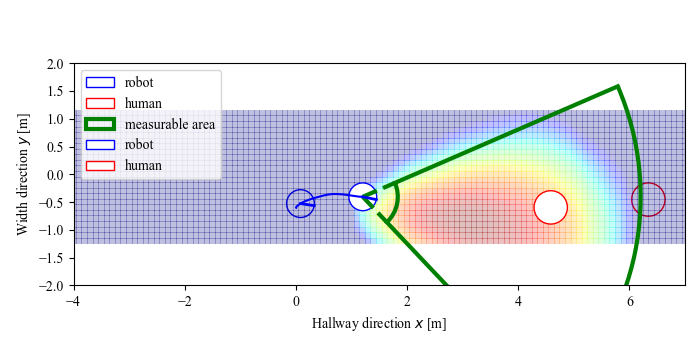 2.0
1.5
1.0
0.5
0.0
−0.5
−1.0
−1.5
−2.0
Width direction y [m]
robot
human
measurable area
robot
human
−4 −2 0 2 4 6
Hallway direction x [m]